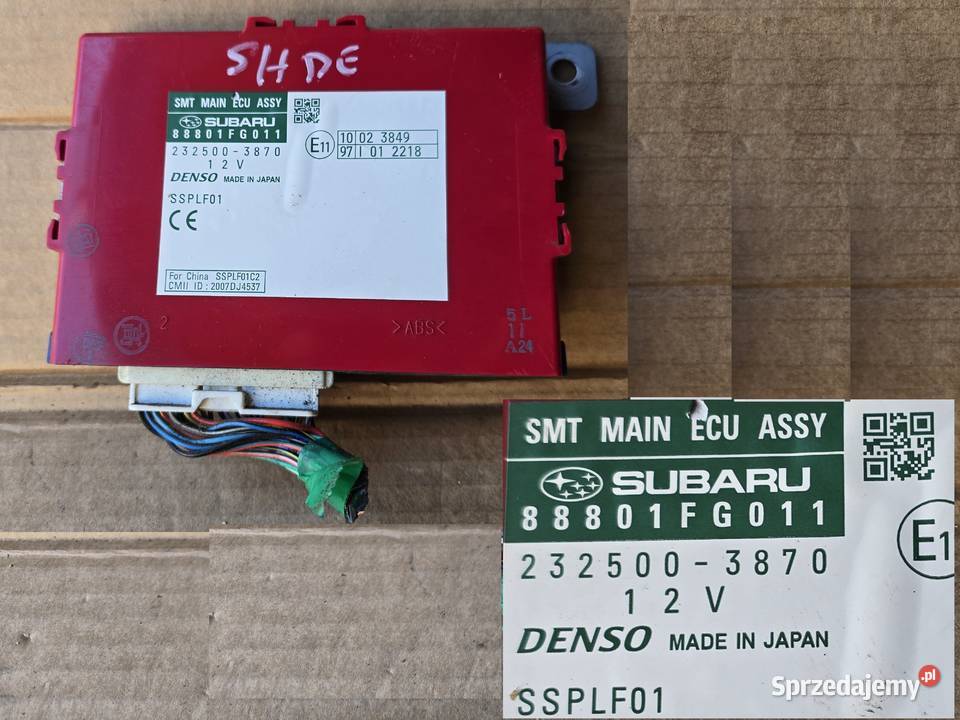 SHDE
SMT MAIN ECU ASSY
SUBARU
88801FG011
232500-3870
12V
DENSO MADE IN JAPAN
SSPLF01
CE
E11
10 02 3849
97 I 01 2218
For China SSPLF01C2
CMII ID : 2007DJ4537
2
>ABS<
5L
11
A24
SMT MAIN ECU ASSY
SUBARU
88801FG011
E1
232500-3870
12V
DENSO MADE IN JAPAN
SSPLF01
Sprzedajemy.pl